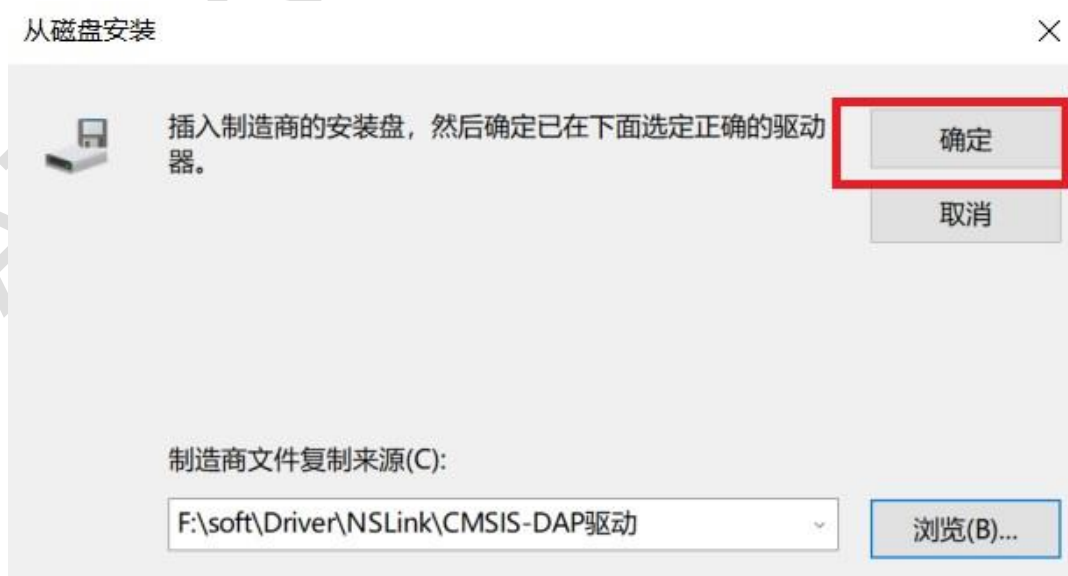 从磁盘安装
插入制造商的安装盘，然后确定已在下面选定正确的驱动
器。
确定
取消
制造商文件复制来源(C):
F:\soft\Driver\NSLink\CMSIS-DAP驱动
浏览(B)...